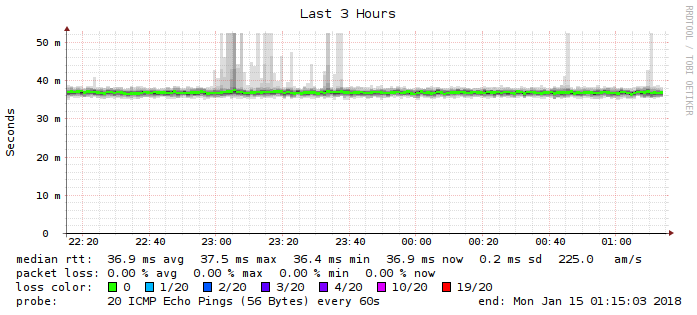 Last 3 Hours
RRDTOOL / TOBI OETIKER
Seconds
50 m
40 m
30 m
20 m
10 m
0
22:20 22:40 23:00 23:20 23:40 00:00 00:20 00:40 01:00
median rtt: 36.9 ms avg 37.5 ms max 36.4 ms min 36.9 ms now 0.2 ms sd 225.0 am/s
packet loss: 0.00 % avg 0.00 % max 0.00 % min 0.00 % now
loss color: 0 1/20 2/20 3/20 4/20 10/20 19/20
probe: 20 ICMP Echo Pings (56 Bytes) every 60s end: Mon Jan 15 01:15:03 2018